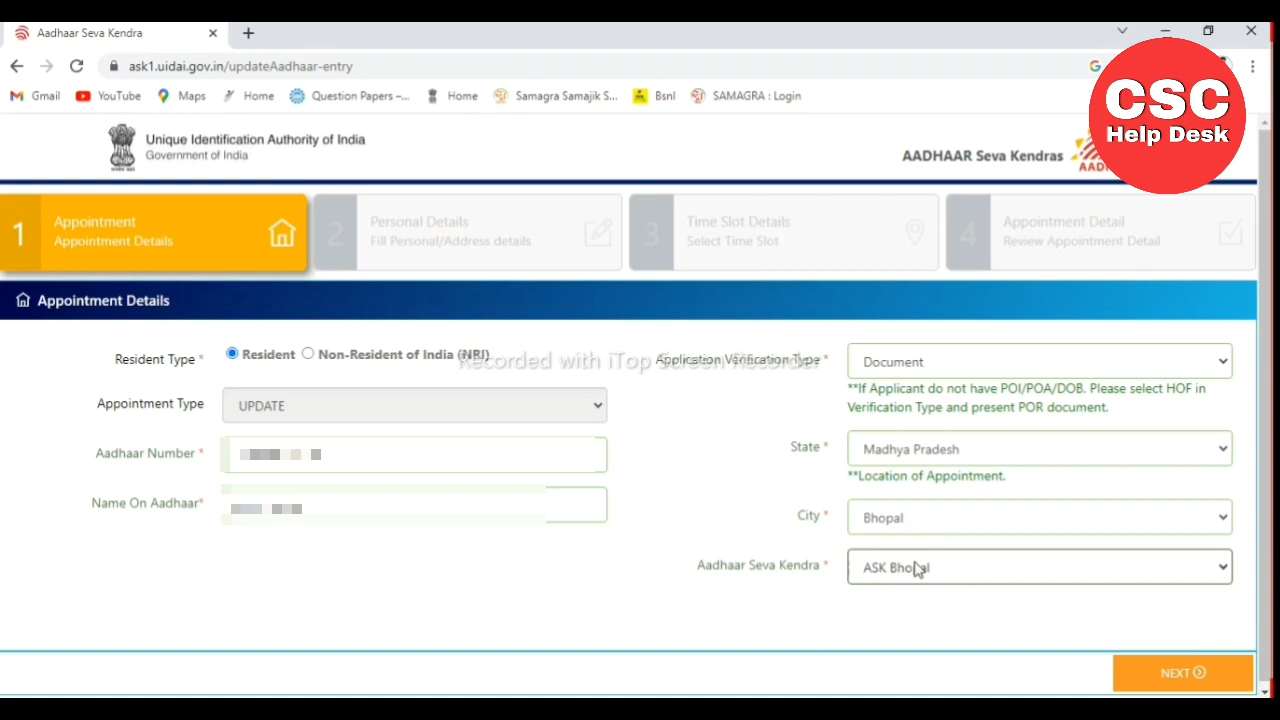 Aadhaar Seva Kendra
ask1.uidai.gov.in/updateAadhaar-entry
Gmail YouTube Maps Home Question Papers –... Home Samagra Samajik S... Bsnl SAMAGRA : Login
CSC
Help Desk
Unique Identification Authority of India
Government of India
AADHAAR Seva Kendras
1 Appointment
Appointment Details
2 Personal Details
Fill Personal/Address details
3 Time Slot Details
Select Time Slot
4 Appointment Detail
Review Appointment Detail
Appointment Details
Resident Type * Resident Non-Resident of India (NRI)
Recorded with iTop Screen Recorder
Application Verification Type * Document
**If Applicant do not have POI/POA/DOB. Please select HOF in
Verification Type and present POR document.
Appointment Type UPDATE
Aadhaar Number *
State * Madhya Pradesh
**Location of Appointment.
Name On Aadhaar*
City * Bhopal
Aadhaar Seva Kendra * ASK Bhopal
NEXT